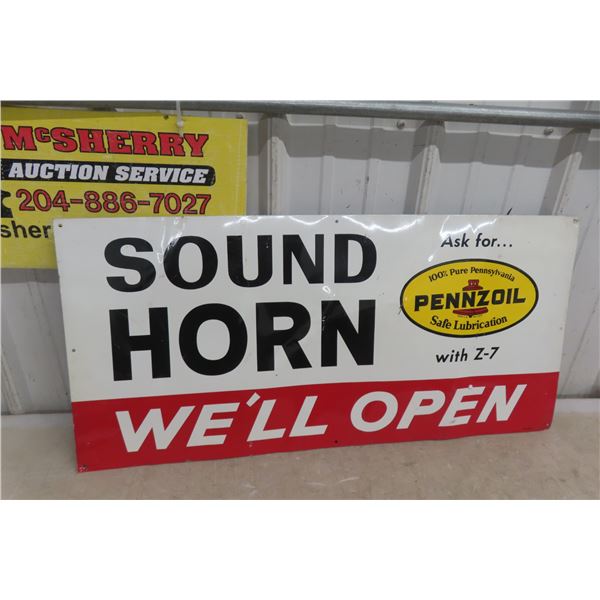 McSHERRY
AUCTION SERVICE
204-886-7027
SOUND
HORN
WE'LL OPEN
Ask for...
100% Pure Pennsylvania
PENNZOIL
Safe Lubrication
with Z-7